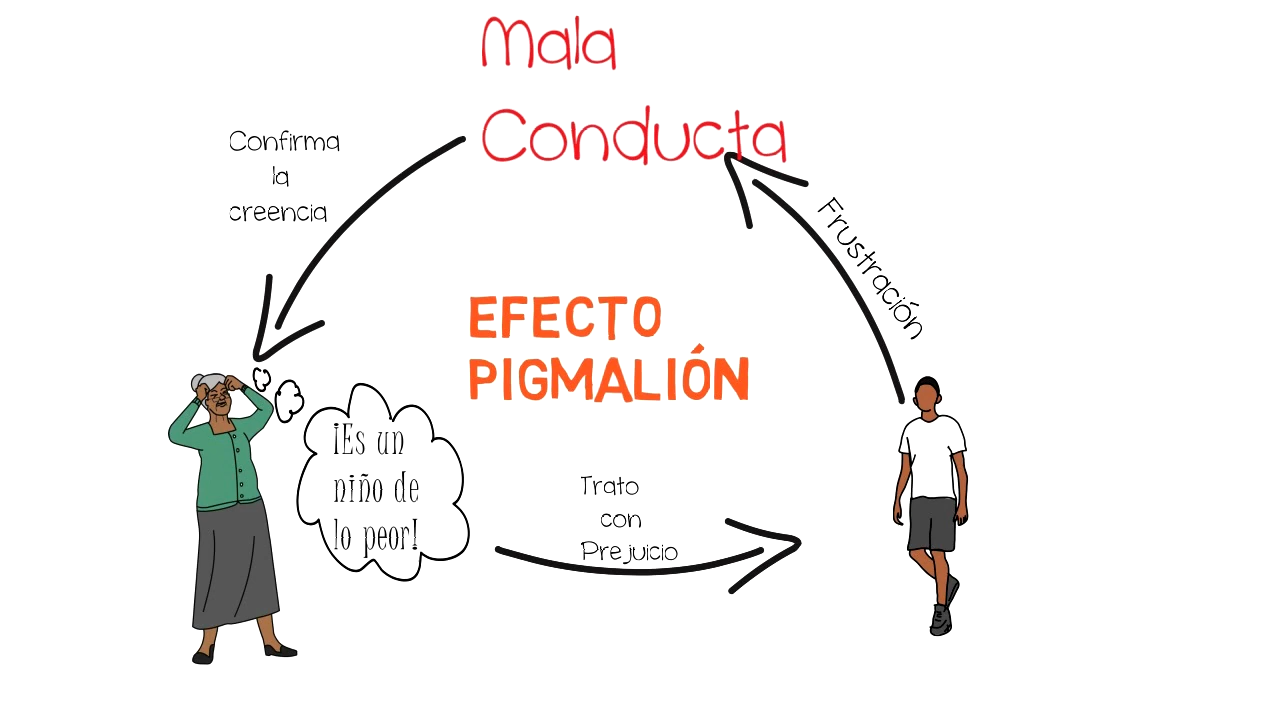 Mala
Conducta
Confirma
la
creencia
Frustración
EFECTO
PIGMALIÓN
¡Es un
niño de
lo peor!
Trato
con
Prejuicio